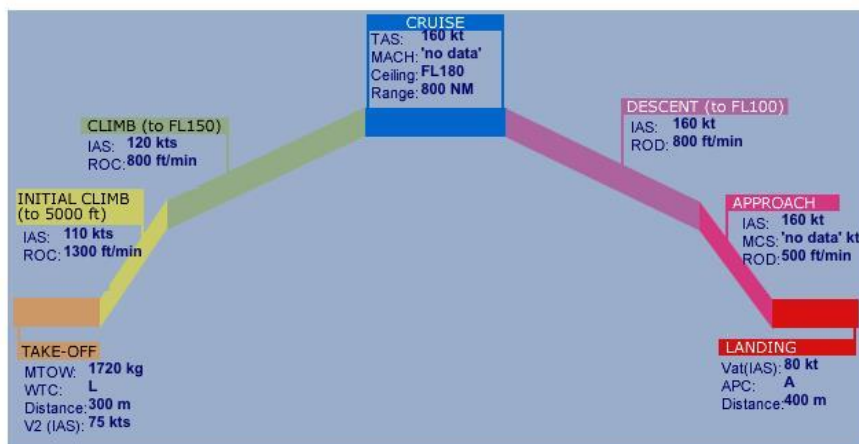 CRUISE
TAS: 160 kt
MACH: 'no data'
Ceiling: FL180
Range: 800 NM
CLIMB (to FL150)
IAS: 120 kts
ROC: 800 ft/min
DESCENT (to FL100)
IAS: 160 kt
ROD: 800 ft/min
INITIAL CLIMB
(to 5000 ft)
IAS: 110 kts
ROC: 1300 ft/min
APPROACH
IAS: 160 kt
MCS: 'no data' kt
ROD: 500 ft/min
TAKE-OFF
MTOW: 1720 kg
WTC: L
Distance: 300 m
V2 (IAS): 75 kts
LANDING
Vat(IAS): 80 kt
APC: A
Distance: 400 m